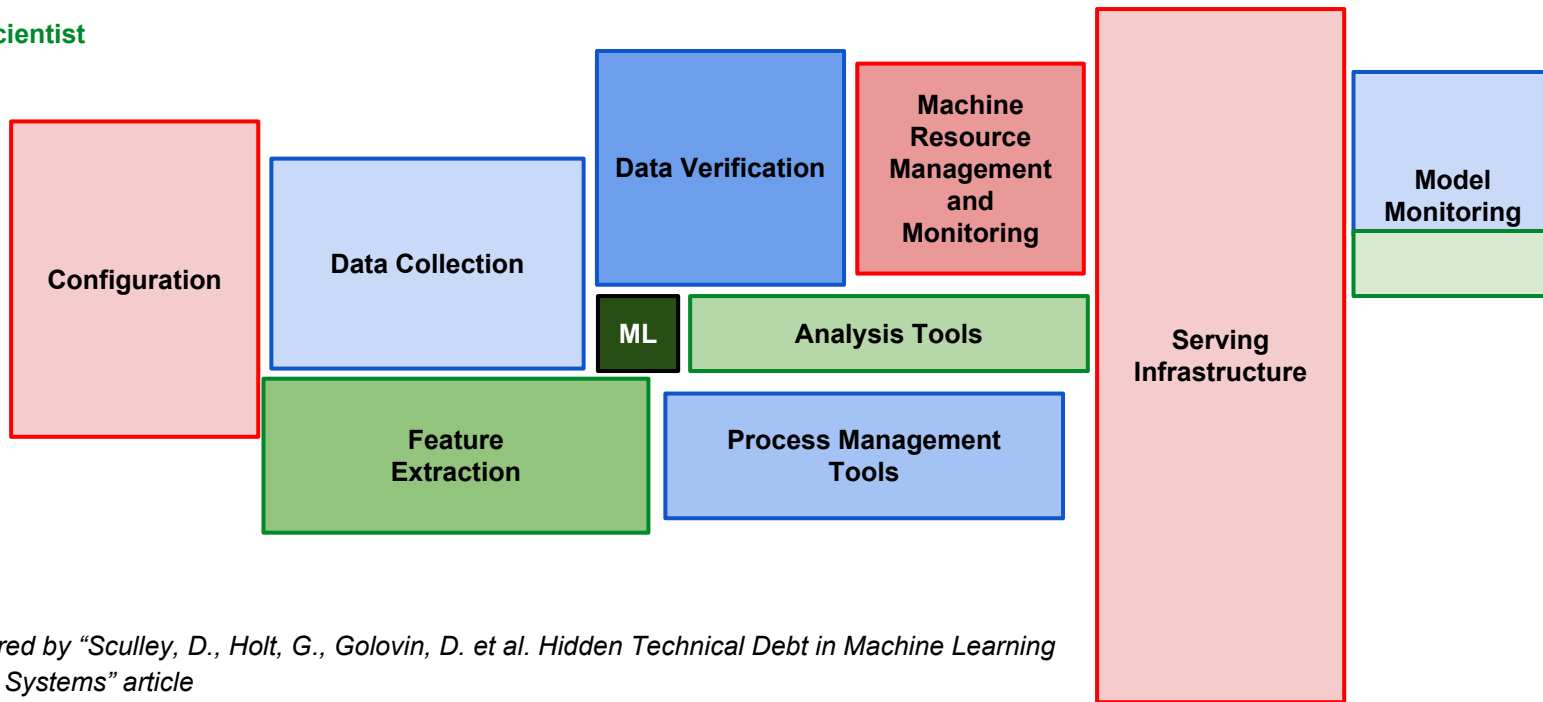 cientist
Configuration
Data Collection
Data Verification
Machine
Resource
Management
and
Monitoring
Model
Monitoring
ML
Analysis Tools
Serving
Infrastructure
Feature
Extraction
Process Management
Tools
red by “Sculley, D., Holt, G., Golovin, D. et al. Hidden Technical Debt in Machine Learning
Systems” article